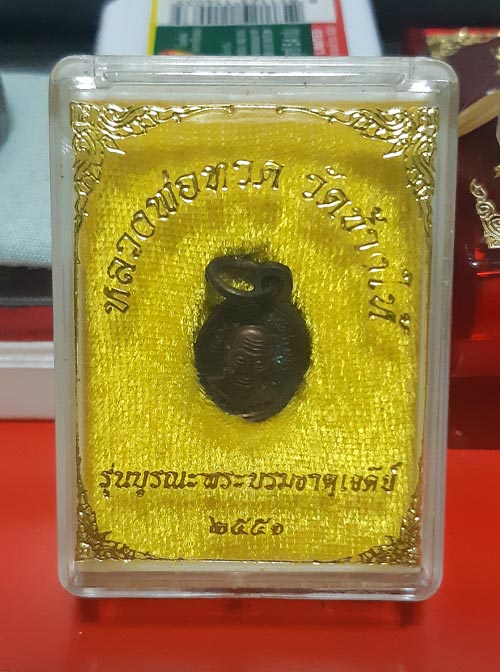 หลวงพ่อทวด วัดช้างให้
รุ่นบูรณะพระบรมธาตุเจดีย์
๒๕๕๐